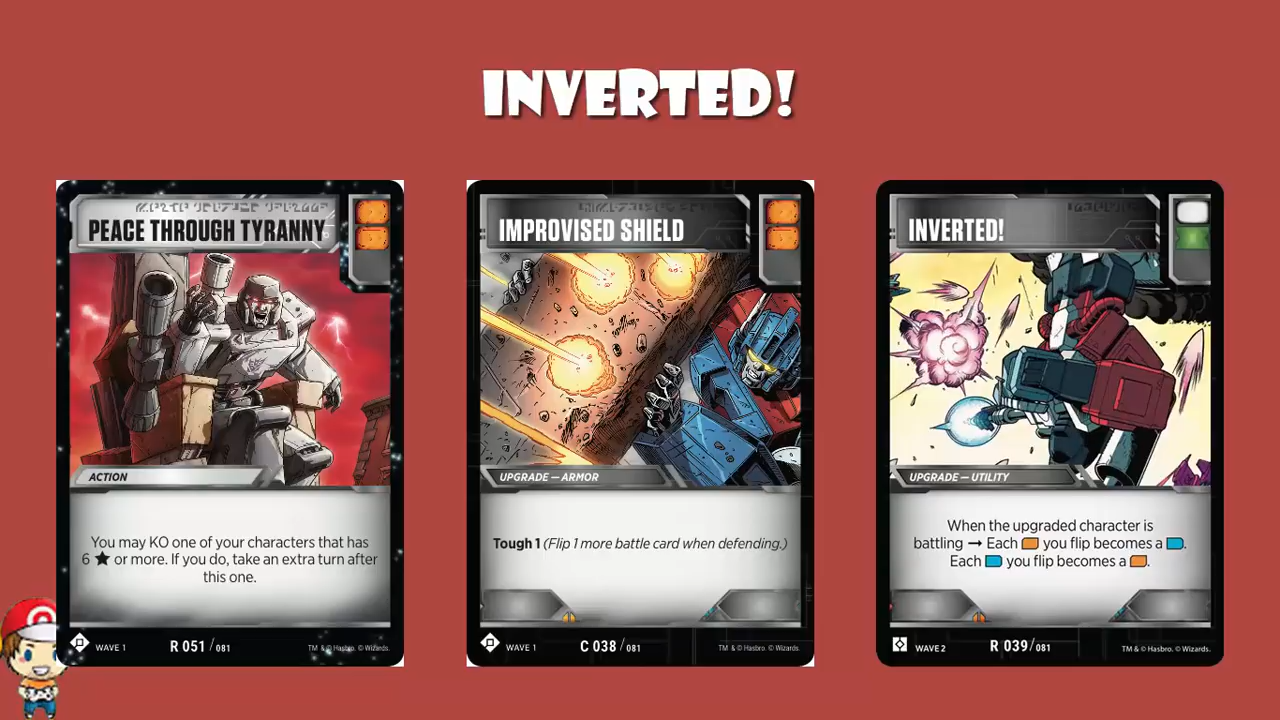 INVERTED!
PEACE THROUGH TYRANNY
ACTION
You may KO one of your characters that has
6 ★ or more. If you do, take an extra turn after
this one.
WAVE 1 R 051/081 TM & © Hasbro. © Wizards.
IMPROVISED SHIELD
UPGRADE — ARMOR
Tough 1 (Flip 1 more battle card when defending.)
WAVE 1 C 038/081 TM & © Hasbro. © Wizards.
INVERTED!
UPGRADE — UTILITY
When the upgraded character is
battling → Each you flip becomes a .
Each you flip becomes a .
WAVE 2 R 039/081 TM & © Hasbro. © Wizards.